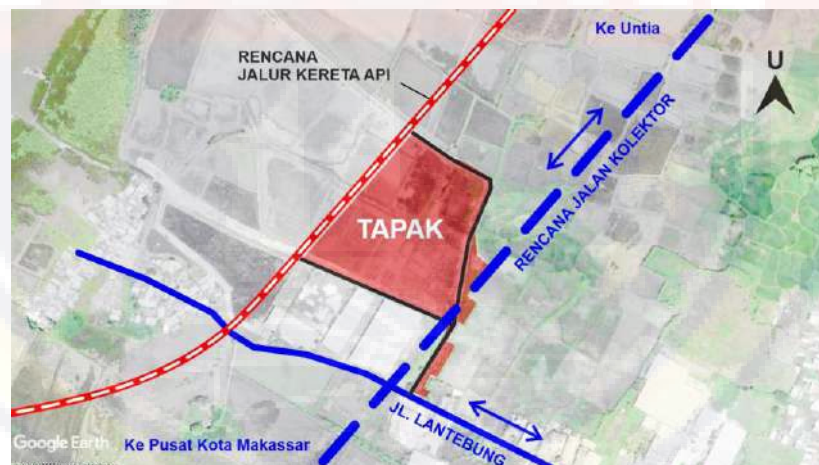 Ke Untia
RENCANA
JALUR KERETA API
U
RENCANA JALAN KOLEKTOR
TAPAK
JL. LANTEBUNG
Google Earth
Ke Pusat Kota Makassar